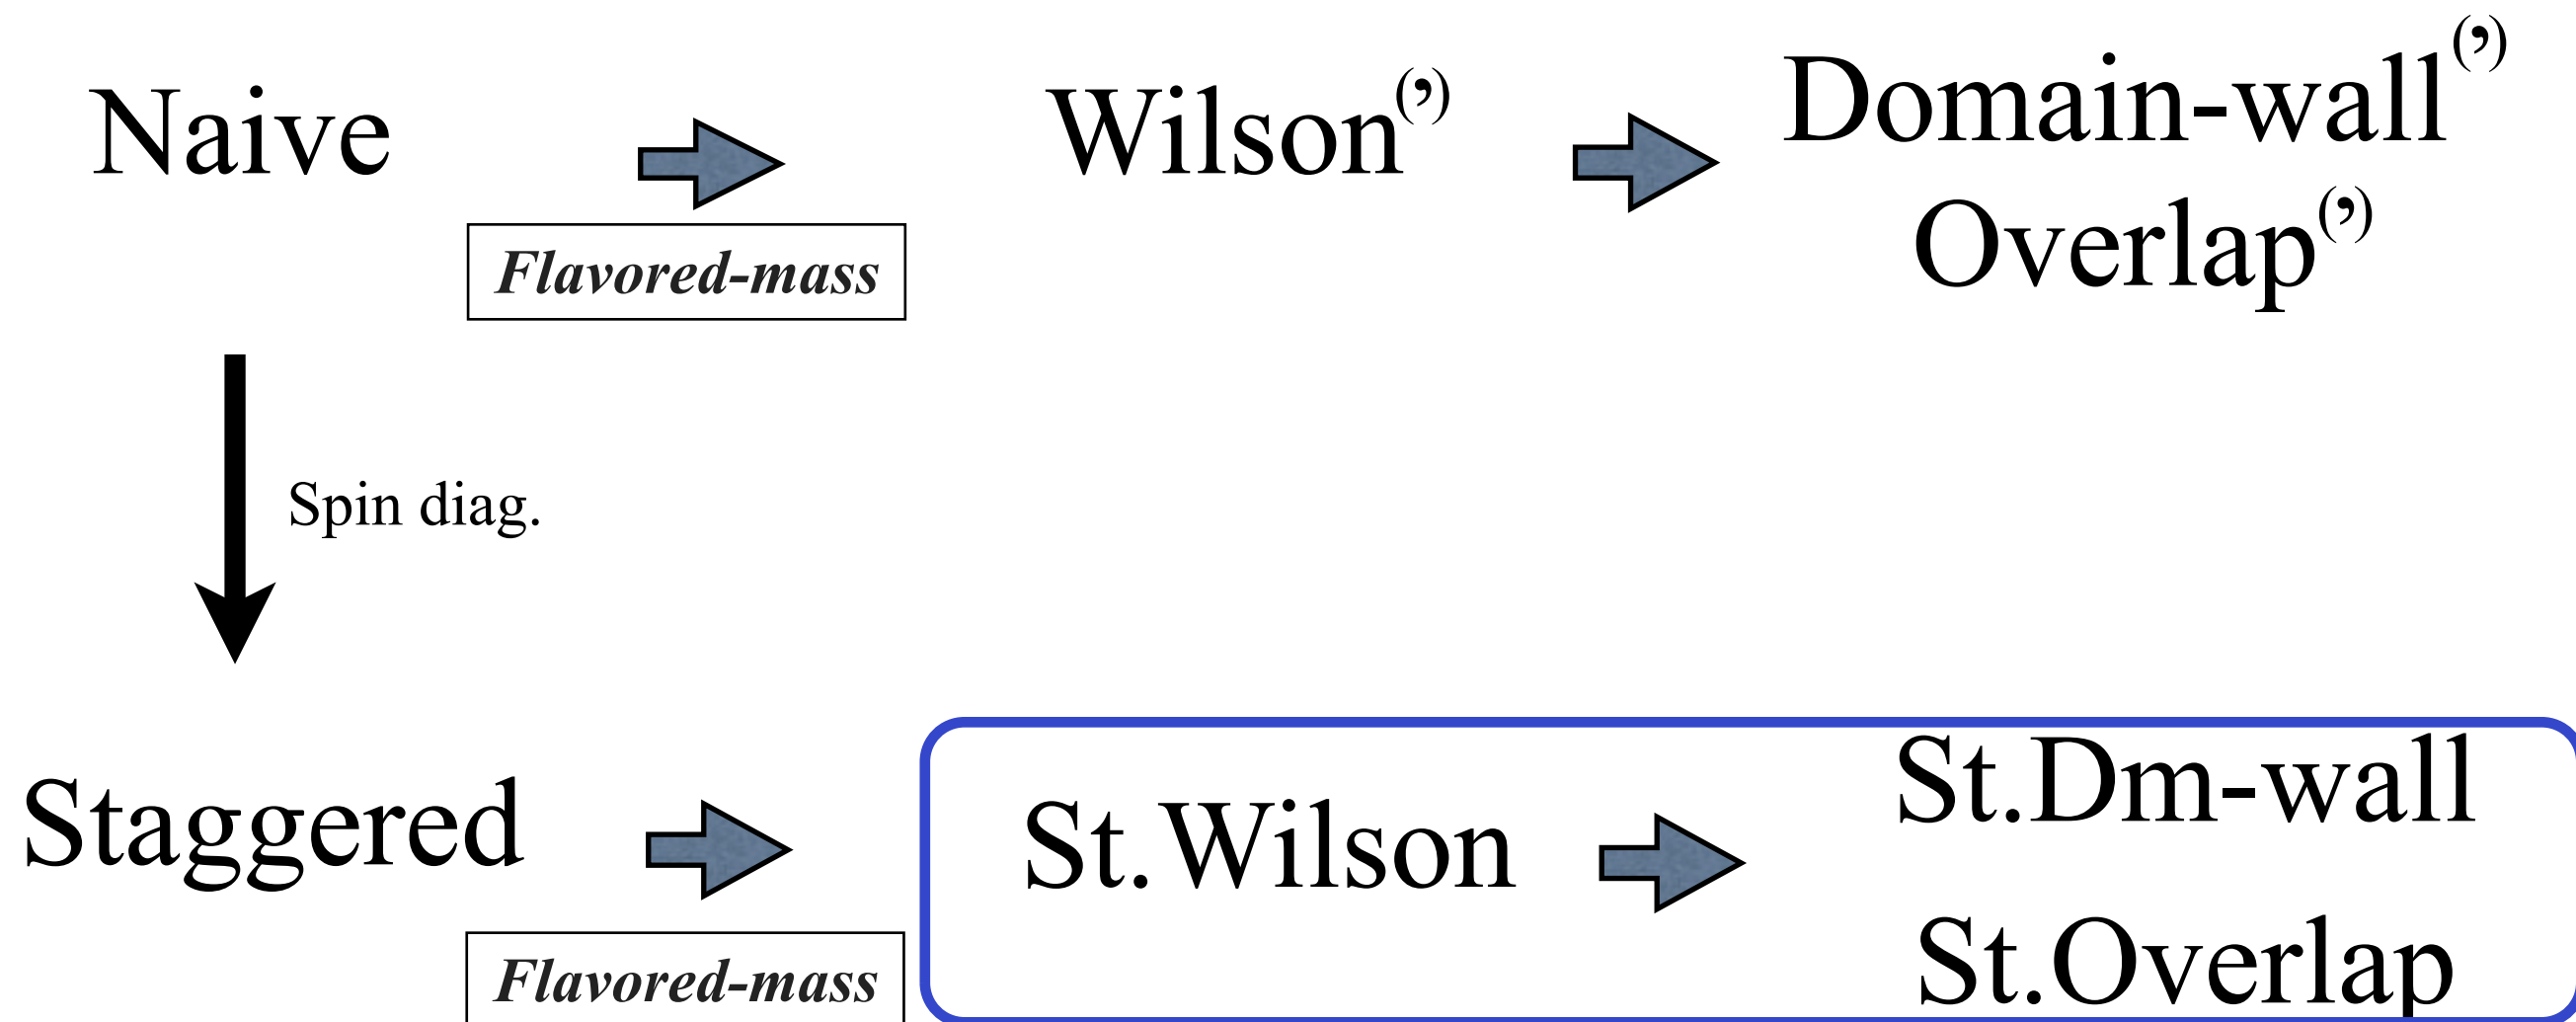 Naive
Wilson(’)
Domain-wall(’)
Overlap(’)
Flavored-mass
Spin diag.
Staggered
St.Wilson
St.Dm-wall
St.Overlap
Flavored-mass